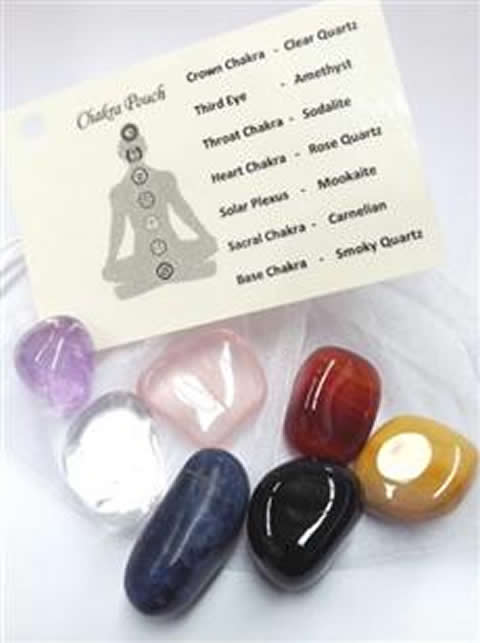 Chakra Pouch
Crown Chakra - Clear Quartz
Third Eye - Amethyst
Throat Chakra - Sodalite
Heart Chakra - Rose Quartz
Solar Plexus - Mookaite
Sacral Chakra - Carnelian
Base Chakra - Smoky Quartz